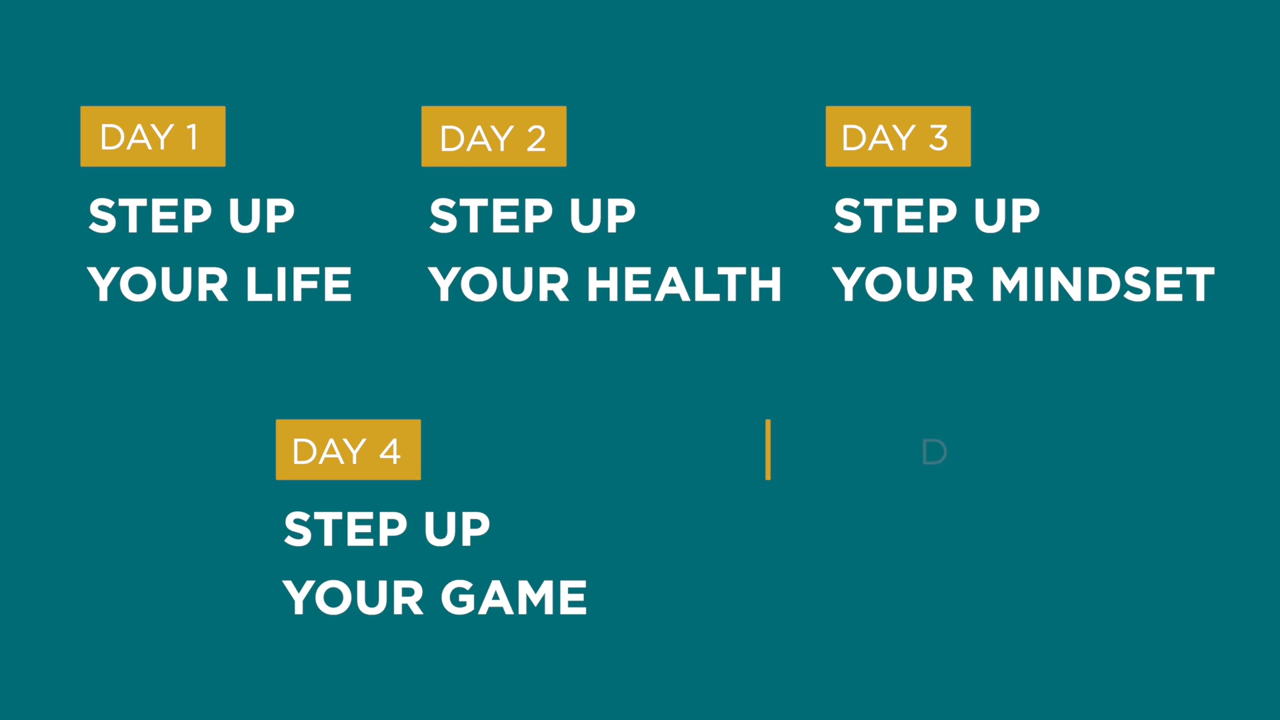 DAY 1
STEP UP
YOUR LIFE
DAY 2
STEP UP
YOUR HEALTH
DAY 3
STEP UP
YOUR MINDSET
DAY 4
STEP UP
YOUR GAME
D